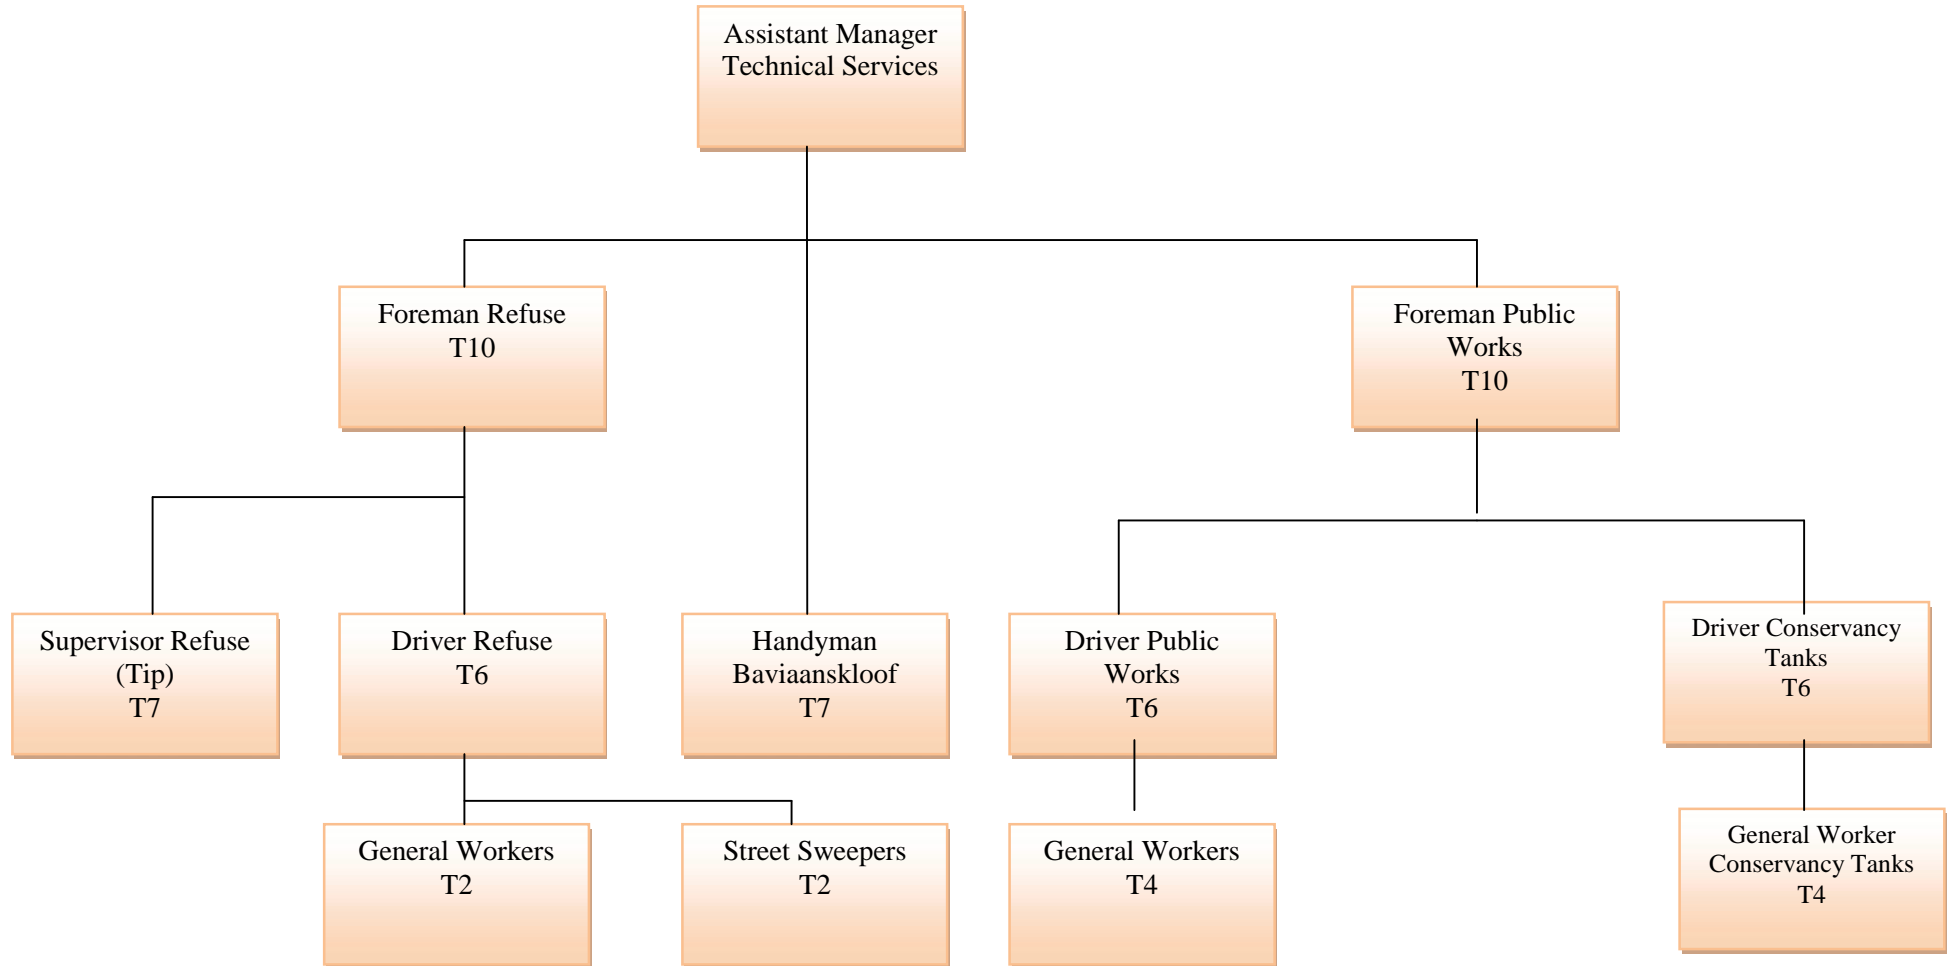 Assistant Manager
Technical Services
Foreman Refuse
T10
Foreman Public
Works
T10
Supervisor Refuse
(Tip)
T7
Driver Refuse
T6
Handyman
Baviaanskloof
T7
Driver Public
Works
T6
Driver Conservancy
Tanks
T6
General Workers
T2
Street Sweepers
T2
General Workers
T4
General Worker
Conservancy Tanks
T4